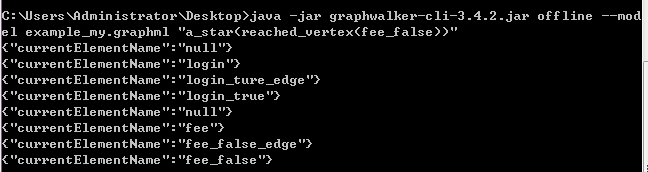 C:\Users\Administrator\Desktop>java -jar graphwalker-cli-3.4.2.jar offline --mod
el example_my.graphml "a_star(reached_vertex(fee_false))"
{"currentElementName":"null"}
{"currentElementName":"login"}
{"currentElementName":"login_ture_edge"}
{"currentElementName":"login_true"}
{"currentElementName":"null"}
{"currentElementName":"fee"}
{"currentElementName":"fee_false_edge"}
{"currentElementName":"fee_false"}